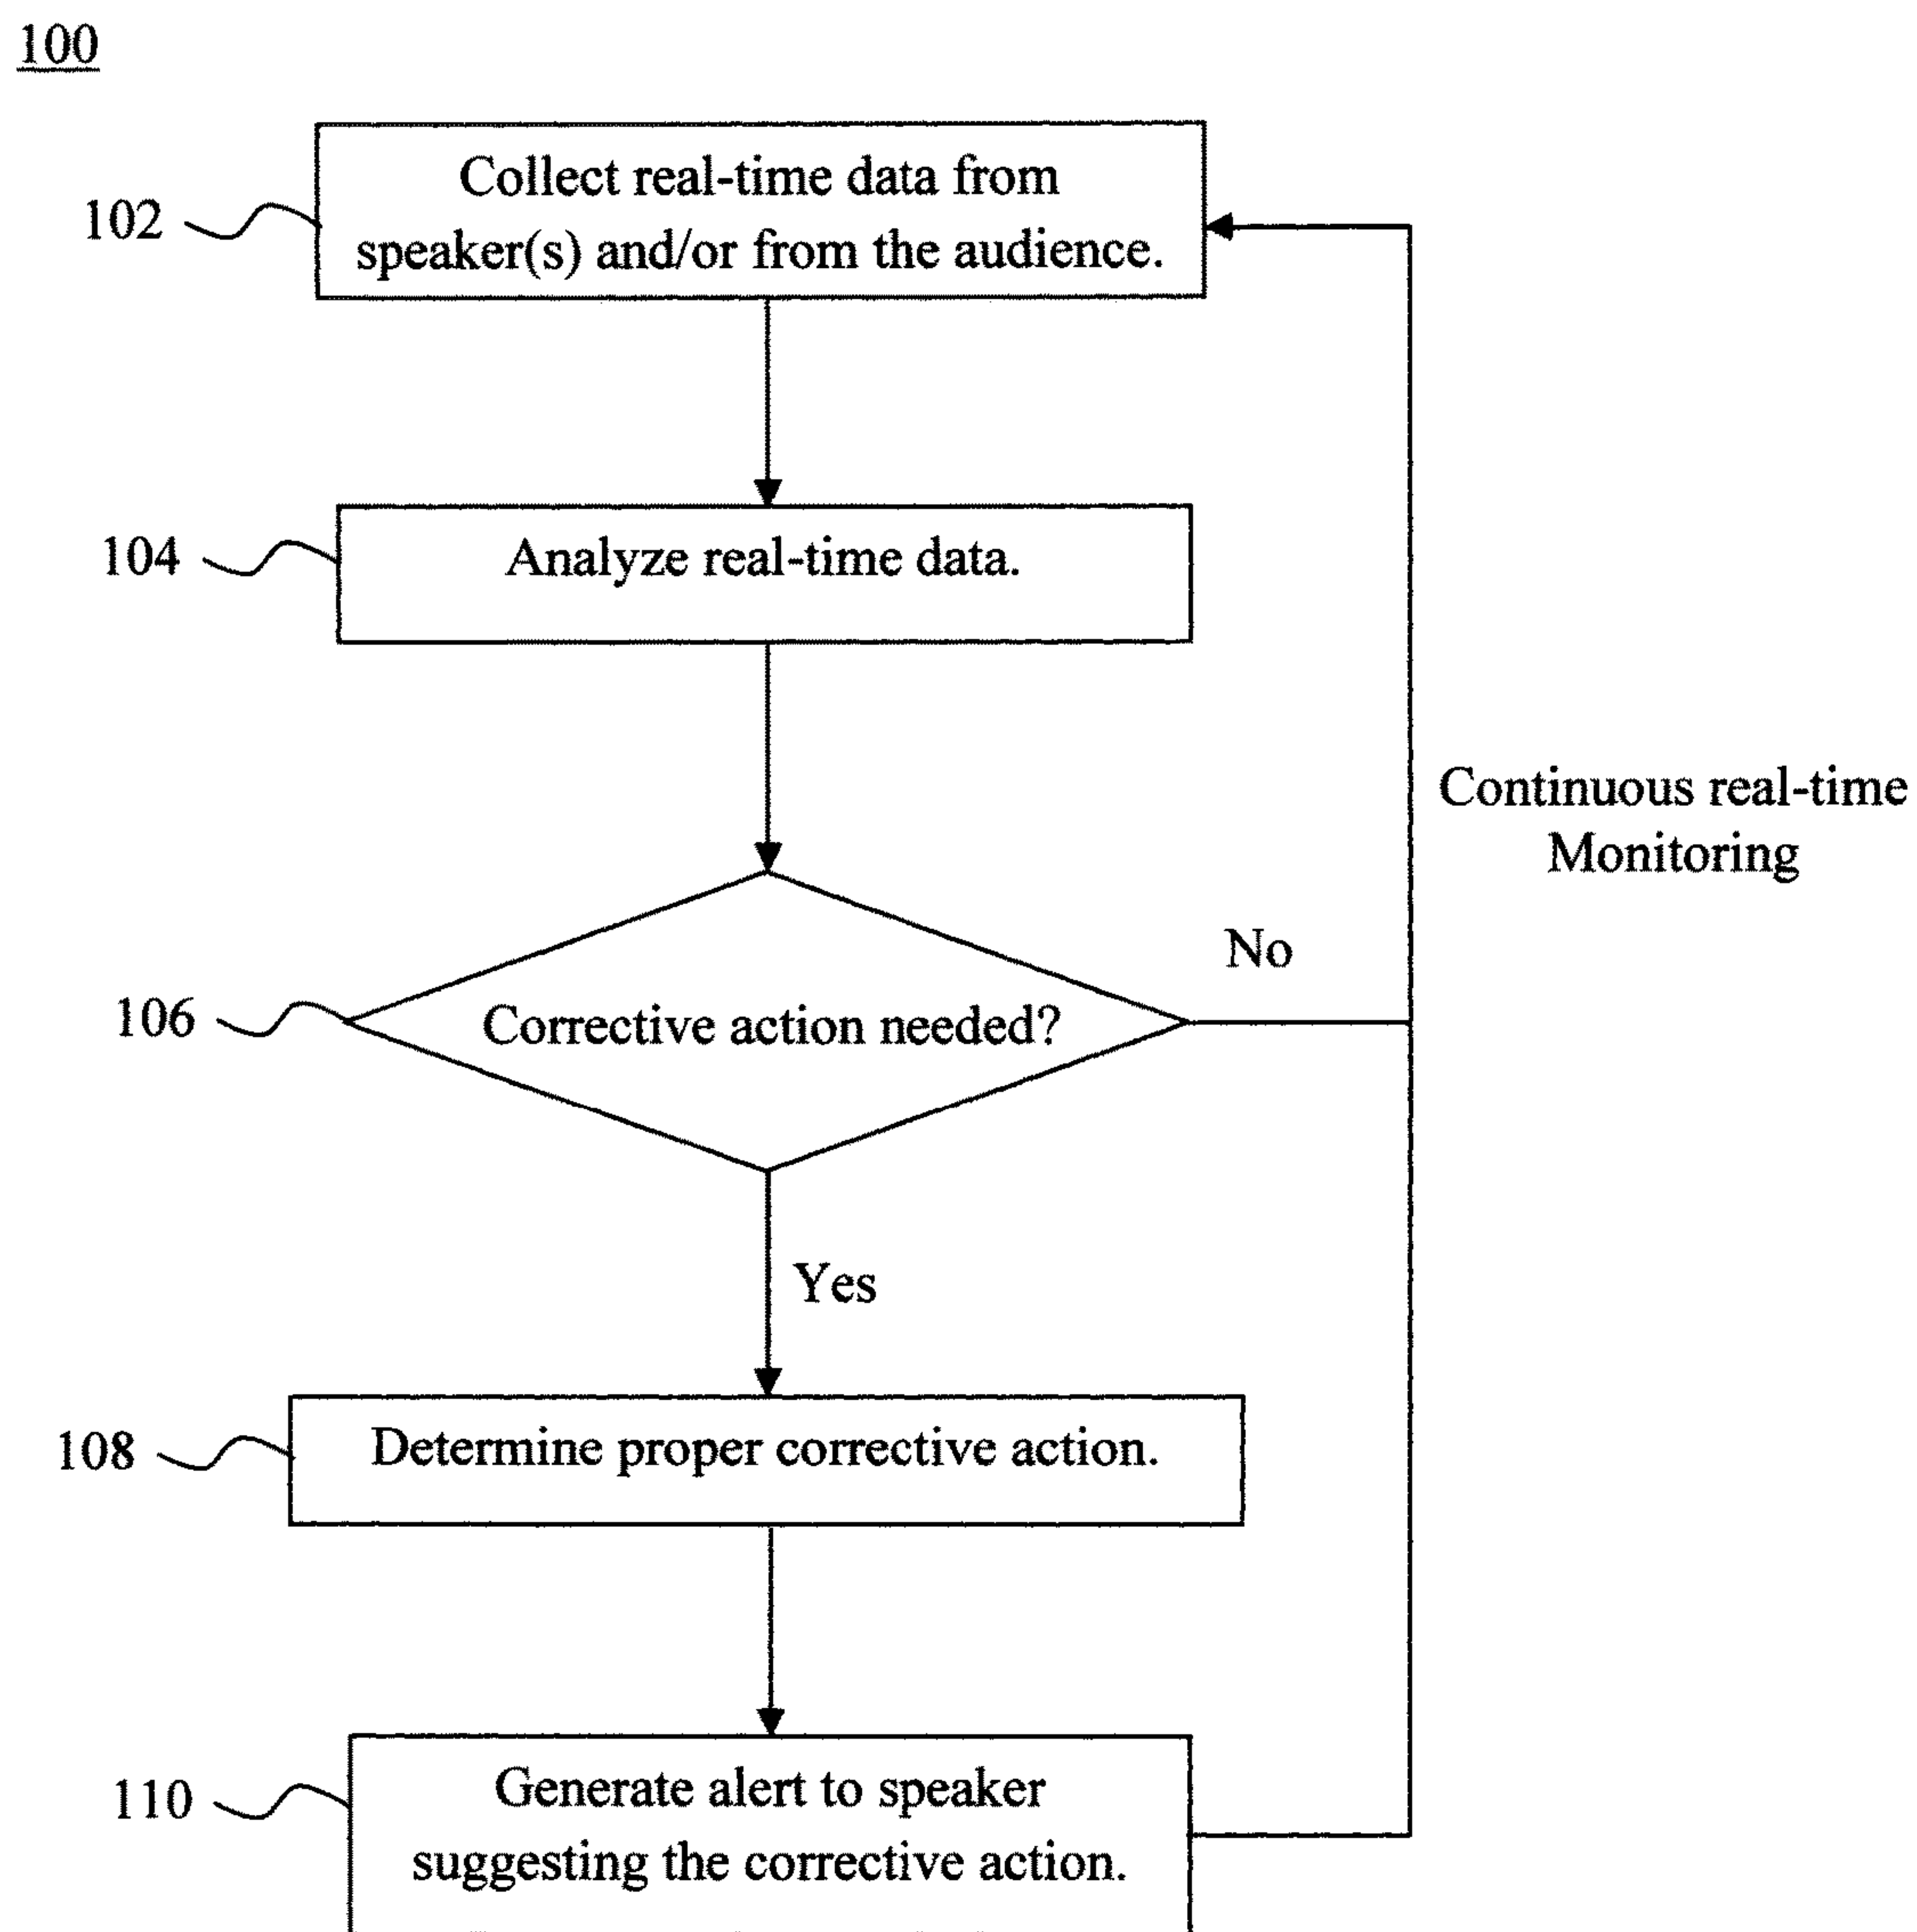 100
102
Collect real-time data from
speaker(s) and/or from the audience.
104
Analyze real-time data.
Continuous real-time
Monitoring
No
106
Corrective action needed?
Yes
108
Determine proper corrective action.
110
Generate alert to speaker
suggesting the corrective action.